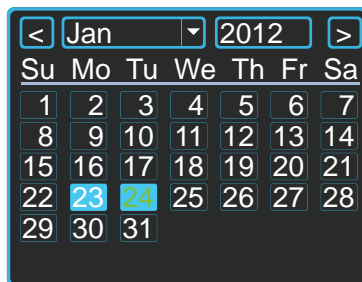 < Jan 2012 >
Su Mo Tu We Th Fr Sa
1 2 3 4 5 6 7
8 9 10 11 12 13 14
15 16 17 18 19 20 21
22 23 24 25 26 27 28
29 30 31